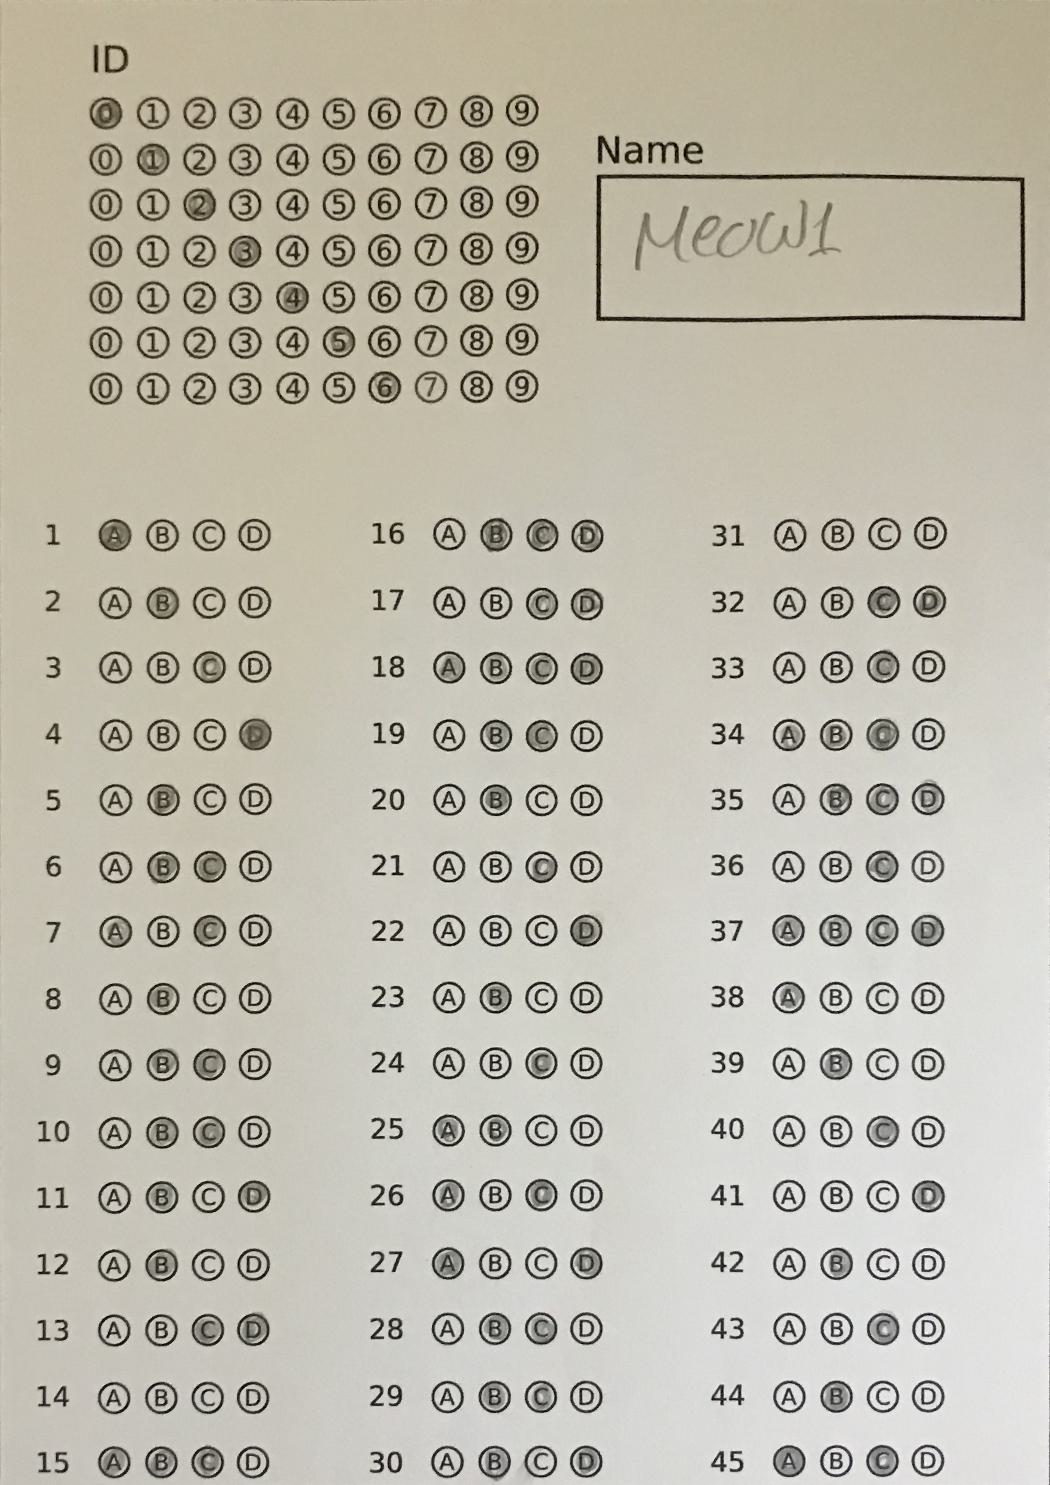 ID
0 1 2 3 4 5 6 7 8 9
0 1 2 3 4 5 6 7 8 9
0 1 2 3 4 5 6 7 8 9
0 1 2 3 4 5 6 7 8 9
0 1 2 3 4 5 6 7 8 9
0 1 2 3 4 5 6 7 8 9
0 1 2 3 4 5 6 7 8 9
Name
Meow1
1 A B C D
2 A B C D
3 A B C D
4 A B C D
5 A B C D
6 A B C D
7 A B C D
8 A B C D
9 A B C D
10 A B C D
11 A B C D
12 A B C D
13 A B C D
14 A B C D
15 A B C D
16 A B C D
17 A B C D
18 A B C D
19 A B C D
20 A B C D
21 A B C D
22 A B C D
23 A B C D
24 A B C D
25 A B C D
26 A B C D
27 A B C D
28 A B C D
29 A B C D
30 A B C D
31 A B C D
32 A B C D
33 A B C D
34 A B C D
35 A B C D
36 A B C D
37 A B C D
38 A B C D
39 A B C D
40 A B C D
41 A B C D
42 A B C D
43 A B C D
44 A B C D
45 A B C D